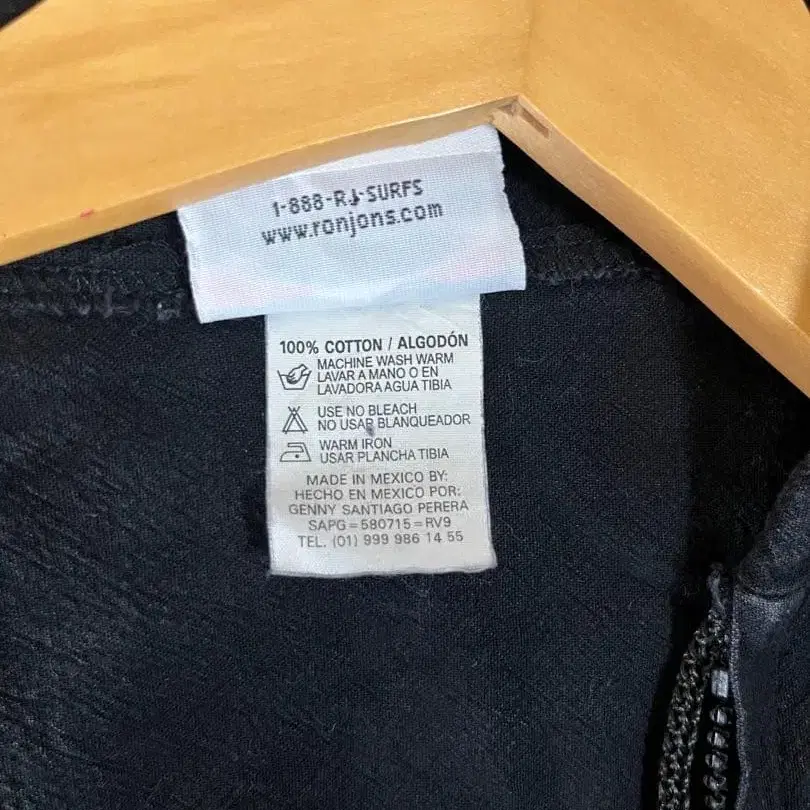 1-888-RJ-SURFS
www.ronjons.com
100% COTTON / ALGODÓN
MACHINE WASH WARM
LAVAR A MANO O EN
LAVADORA AGUA TIBIA
USE NO BLEACH
NO USAR BLANQUEADOR
WARM IRON
USAR PLANCHA TIBIA
MADE IN MEXICO BY:
HECHO EN MEXICO POR:
GENNY SANTIAGO PERERA
SAPG=580715=RV9
TEL. (01) 999 986 14 55